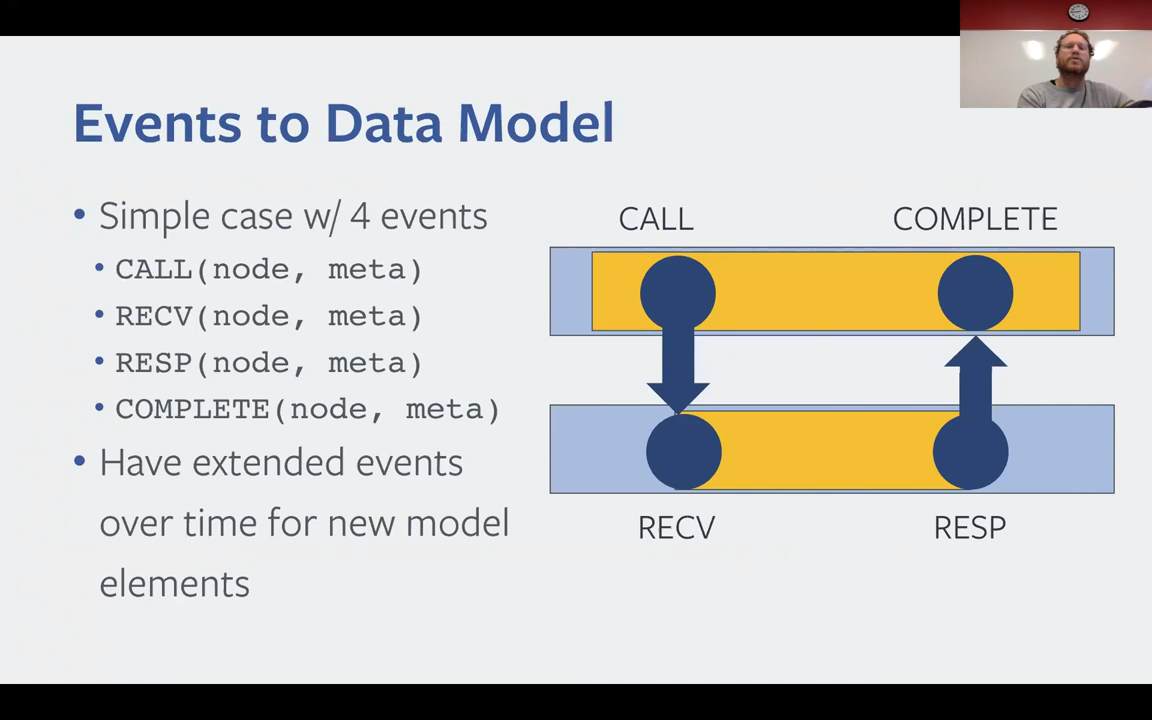 Events to Data Model
• Simple case w/ 4 events
• CALL(node, meta)
• RECV(node, meta)
• RESP(node, meta)
• COMPLETE(node, meta)
• Have extended events
over time for new model
elements
CALL
COMPLETE
RECV
RESP